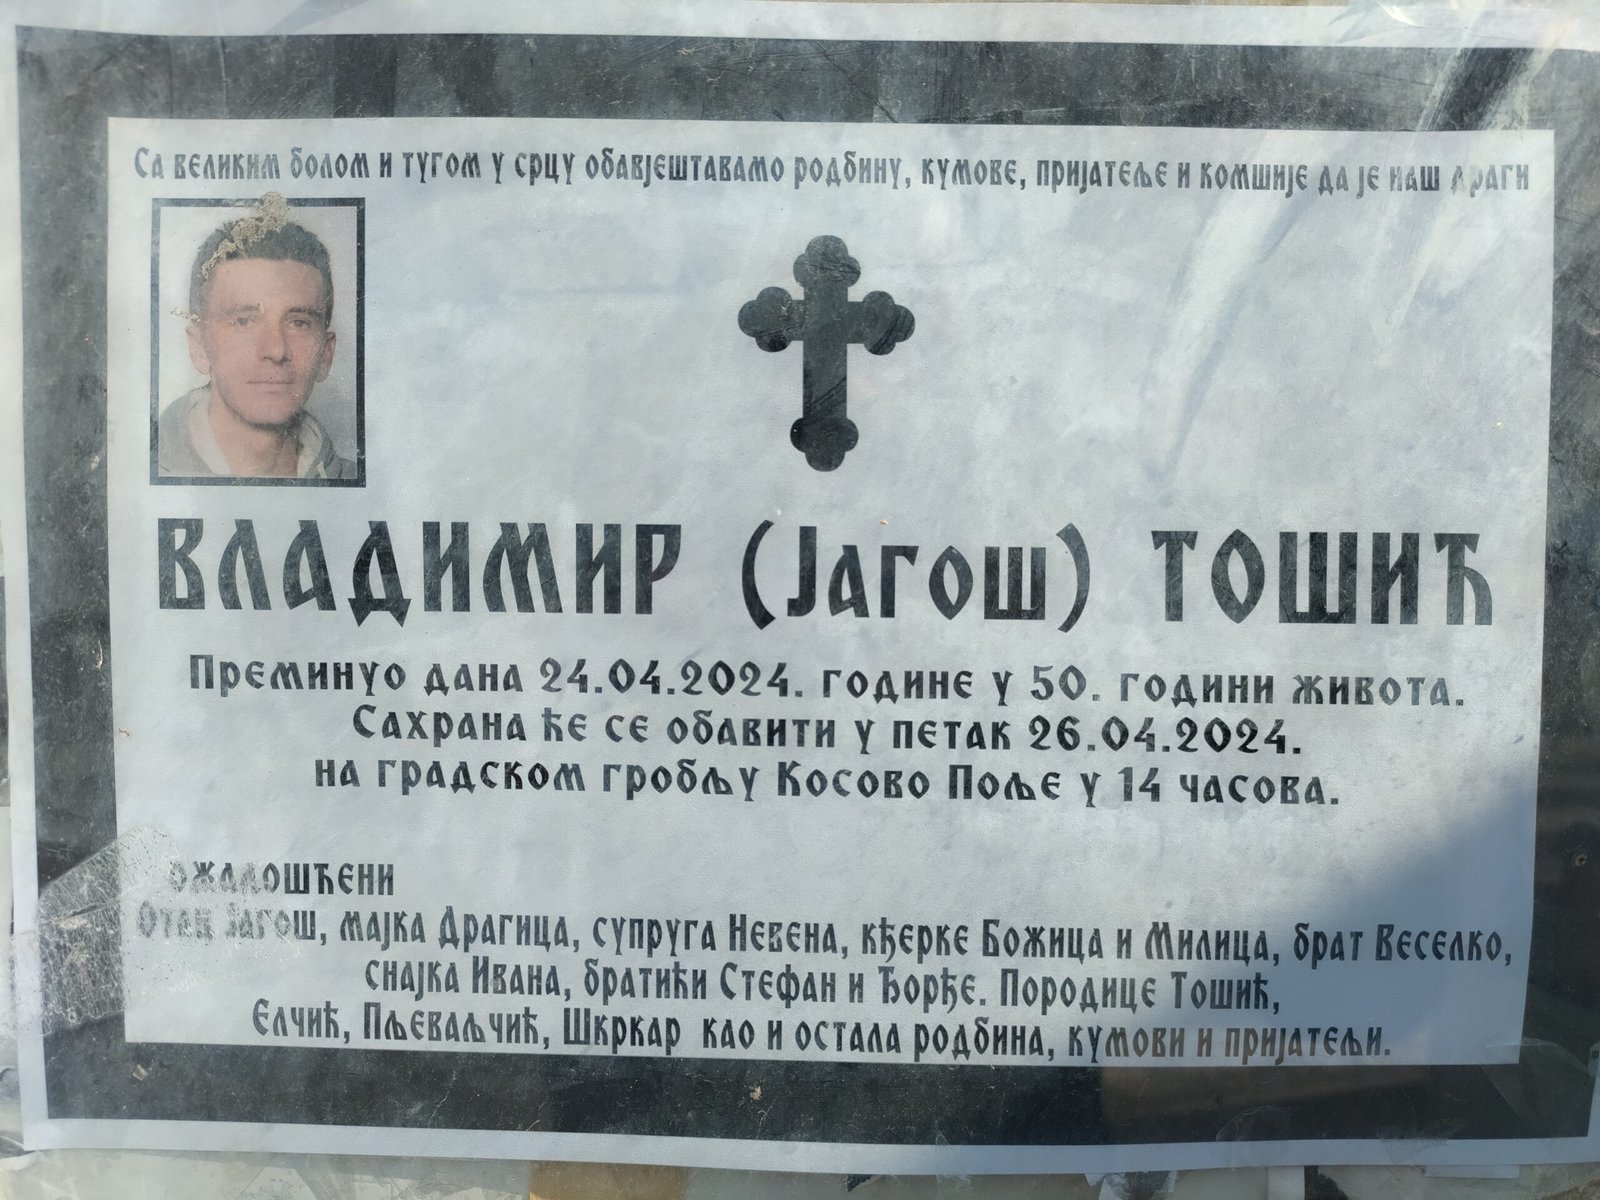 Са великим болом и тугом у срцу обавјештавамо родбину, кумове, пријатеље и комшије да је наш драги
ВЛАДИМИР (Јагош) ТОШИЋ
Преминуо дана 24.04.2024. године у 50. години живота.
Сахрана ће се обавити у петак 26.04.2024.
на градском гробљу Косово Поље у 14 часова.
ожалошћени
Отац Јагош, мајка Драгица, супруга Невена, кћерке Божица и Милица, брат Веселко,
снајка Ивана, братићи Стефан и Ђорђе. Породице Тошић,
Елчић, Пљеваљчић, Шкркар као и остала родбина, кумови и пријатељи.